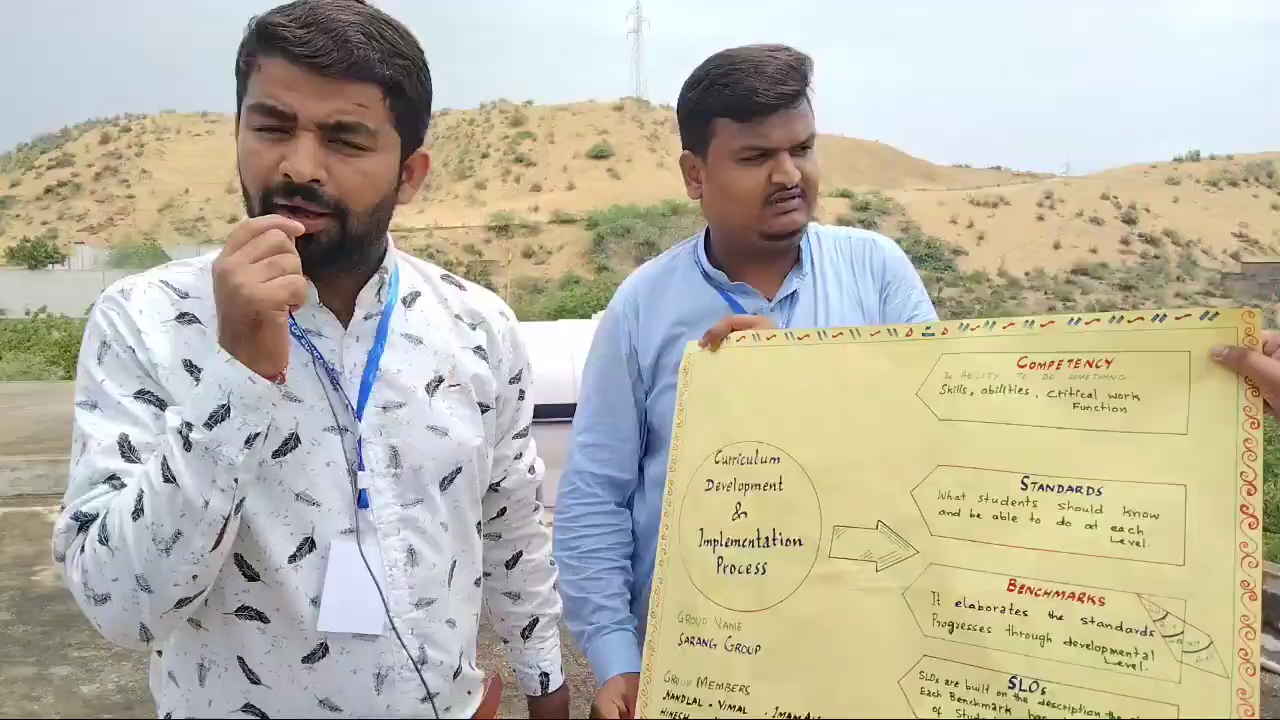 COMPETENCY
The ABILITY TO DO SOMETHING
Skills, abilities, critical work
Function
STANDARDS
What students should know
and be able to do at each
Level.
BENCHMARKS
It elaborates the standards
Progresses through developmental
Level.
SLOs
SLOs are built on the description
Each Benchmark has
of
Curriculum
Development
&
Implementation
Process
GROUP NAME
SARANG GROUP
GROUP MEMBERS
NANDLAL . VIMAL .